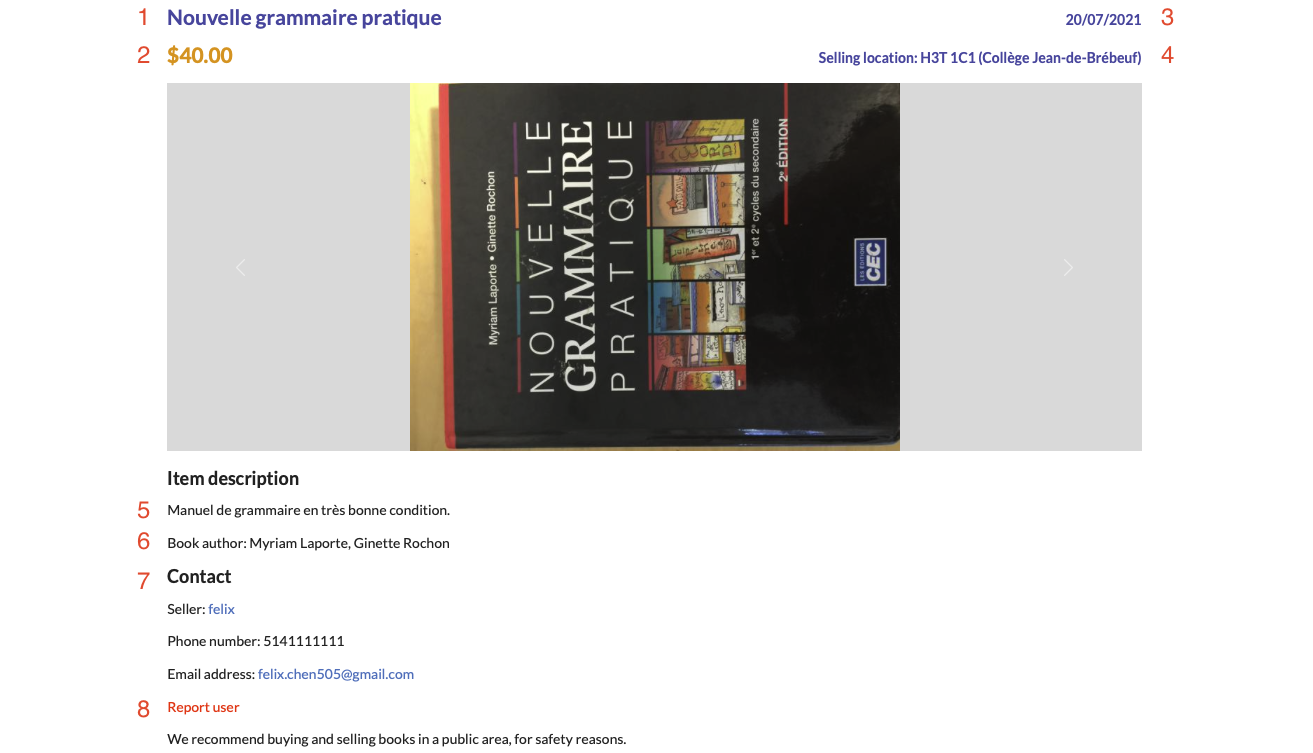 1 Nouvelle grammaire pratique 20/07/2021 3
2 $40.00 Selling location: H3T 1C1 (Collège Jean-de-Brébeuf) 4
Myriam Laporte • Ginette Rochon
NOUVELLE
GRAMMAIRE
PRATIQUE
1er et 2e cycles du secondaire
2e ÉDITION
LES ÉDITIONS
CEC
Item description
5 Manuel de grammaire en très bonne condition.
6 Book author: Myriam Laporte, Ginette Rochon
7 Contact
Seller: felix
Phone number: 5141111111
Email address: felix.chen505@gmail.com
8 Report user
We recommend buying and selling books in a public area, for safety reasons.